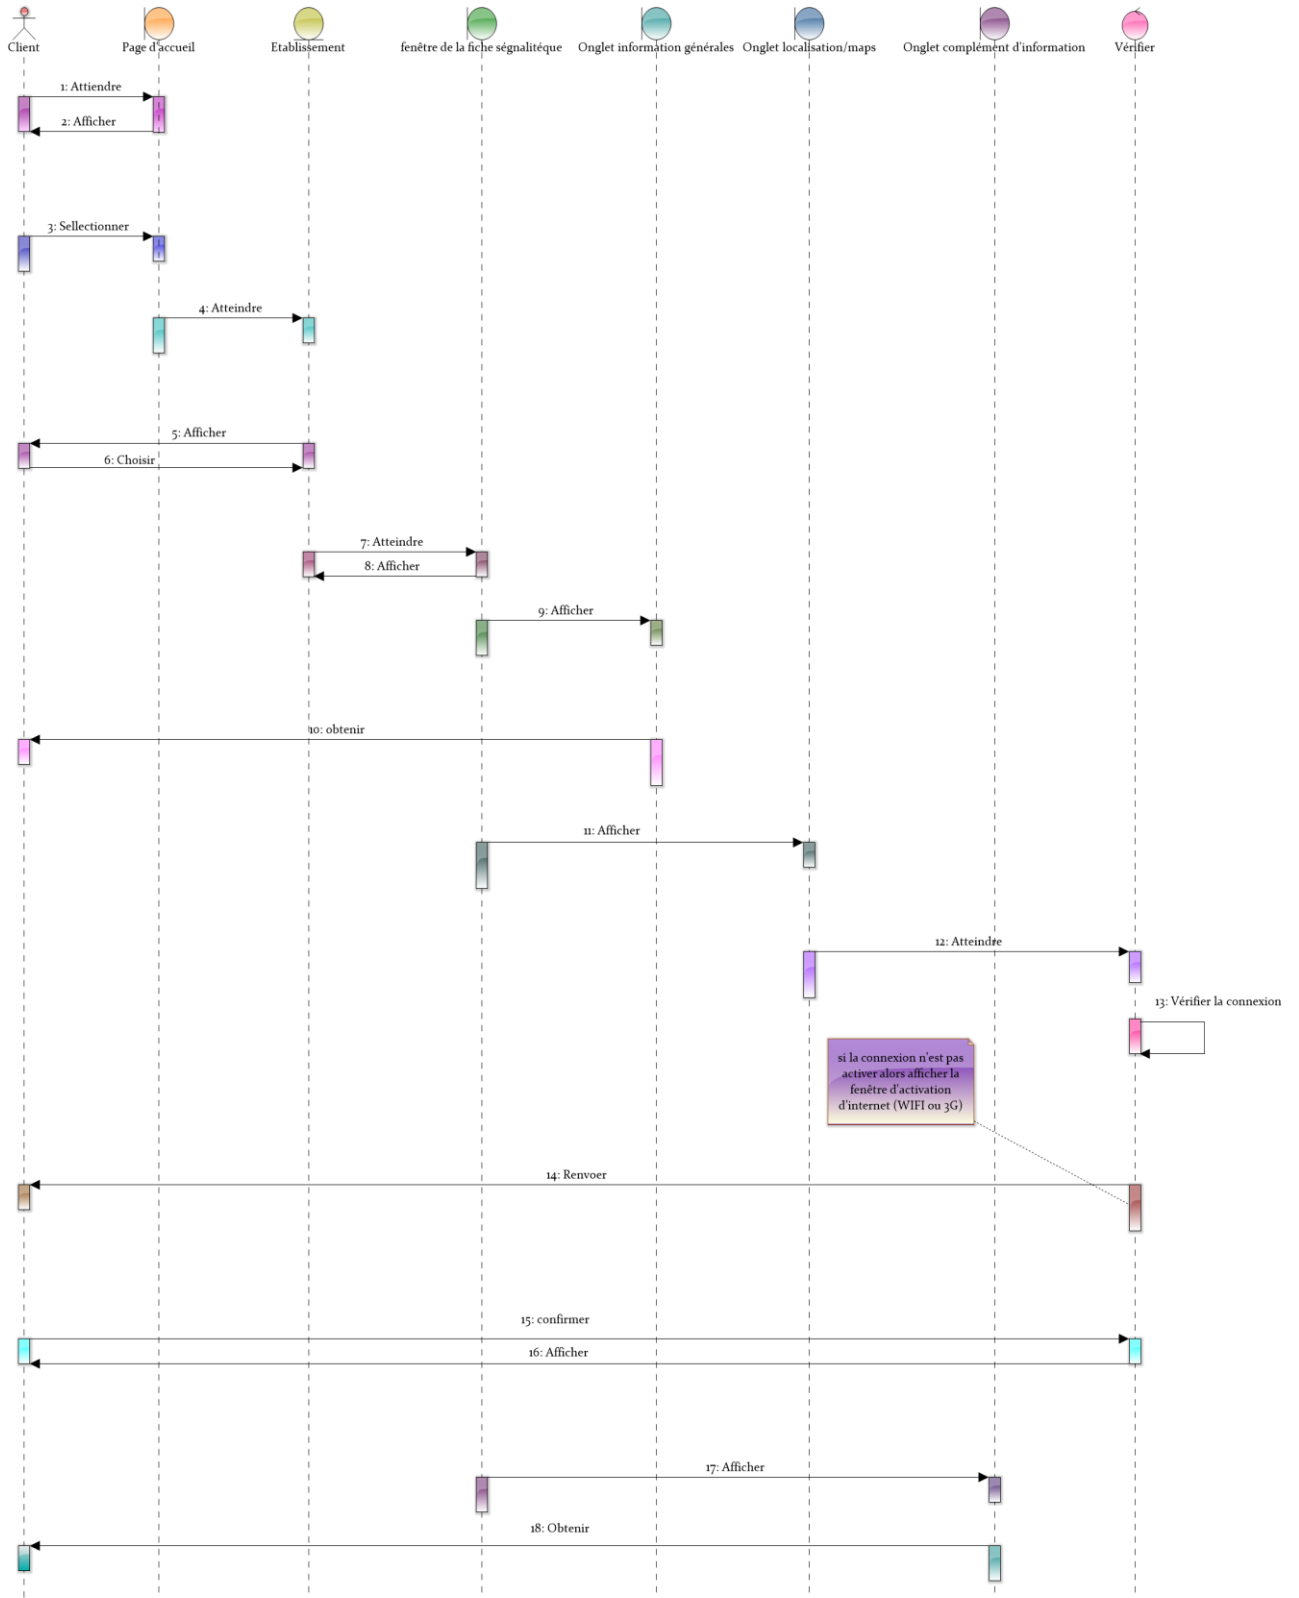 Client
Page d'accueil
Etablissement
fenêtre de la fiche ségnalitéque
Onglet information générales
Onglet localisation/maps
Onglet complément d'information
Vérifier
1: Attiendre
2: Afficher
3: Sellectionner
4: Atteindre
5: Afficher
6: Choisir
7: Atteindre
8: Afficher
9: Afficher
10: obtenir
11: Afficher
12: Atteindre
13: Vérifier la connexion
si la connexion n'est pas
activer alors afficher la
fenêtre d'activation
d'internet (WIFI ou 3G)
14: Renvoer
15: confirmer
16: Afficher
17: Afficher
18: Obtenir